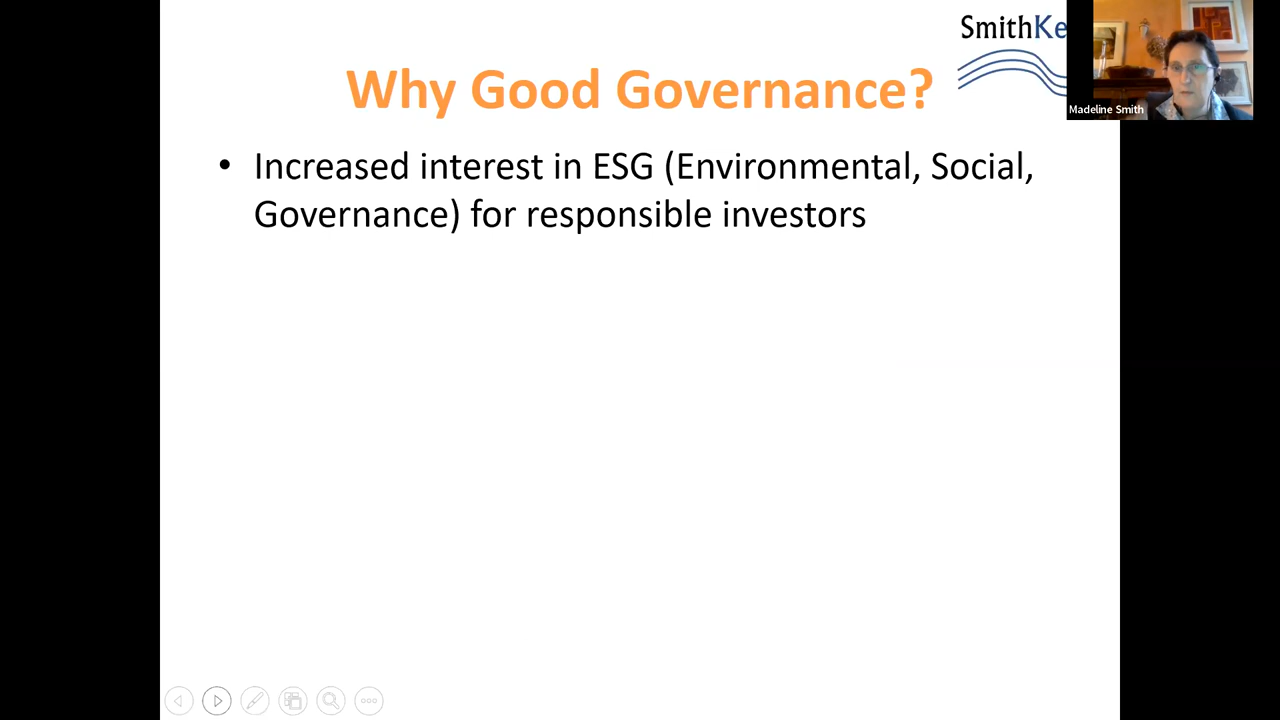 SmithKe
Why Good Governance?
Madeline Smith
• Increased interest in ESG (Environmental, Social,
Governance) for responsible investors